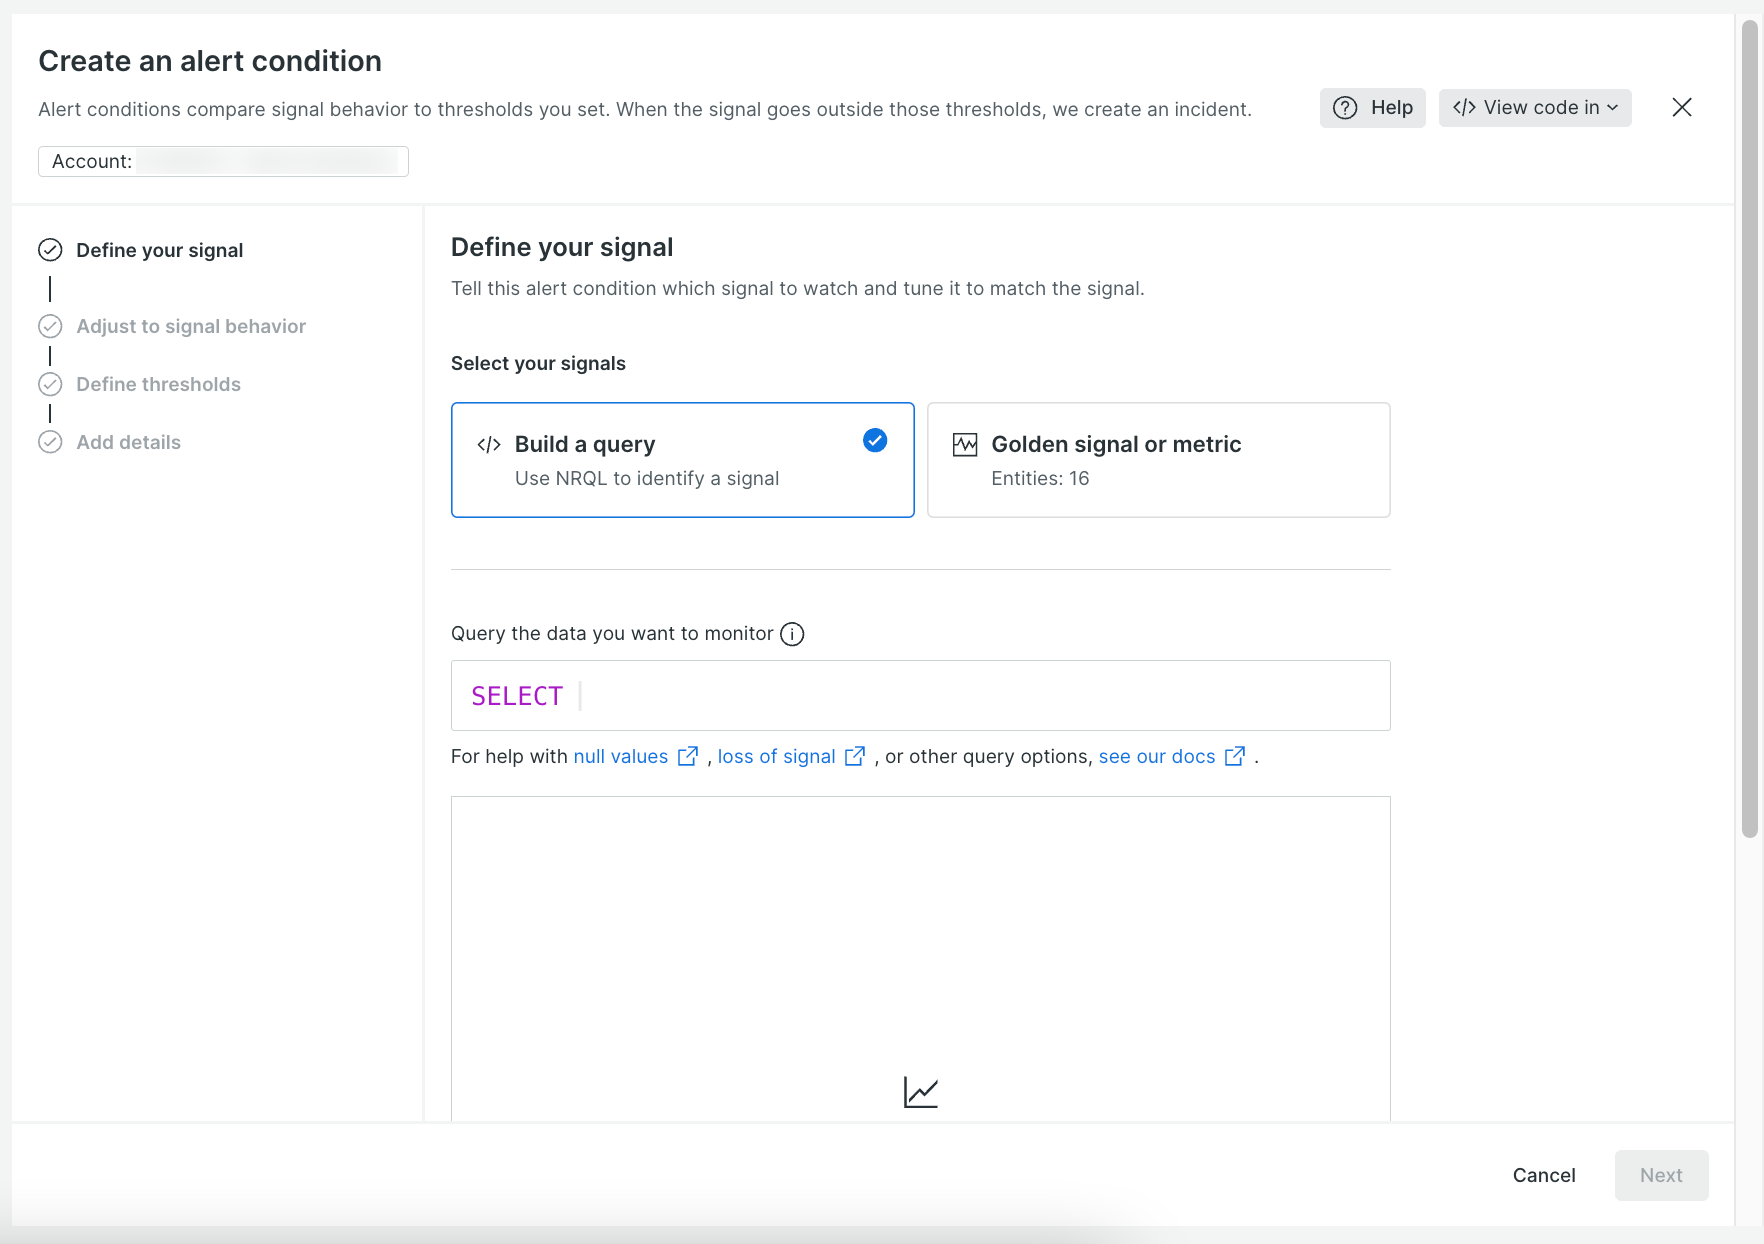 Create an alert condition
Alert conditions compare signal behavior to thresholds you set. When the signal goes outside those thresholds, we create an incident.
Help
</> View code in
Account:
Define your signal
Adjust to signal behavior
Define thresholds
Add details
Define your signal
Tell this alert condition which signal to watch and tune it to match the signal.
Select your signals
</> Build a query
Use NRQL to identify a signal
Golden signal or metric
Entities: 16
Query the data you want to monitor
SELECT
For help with null values , loss of signal , or other query options, see our docs .
Cancel
Next